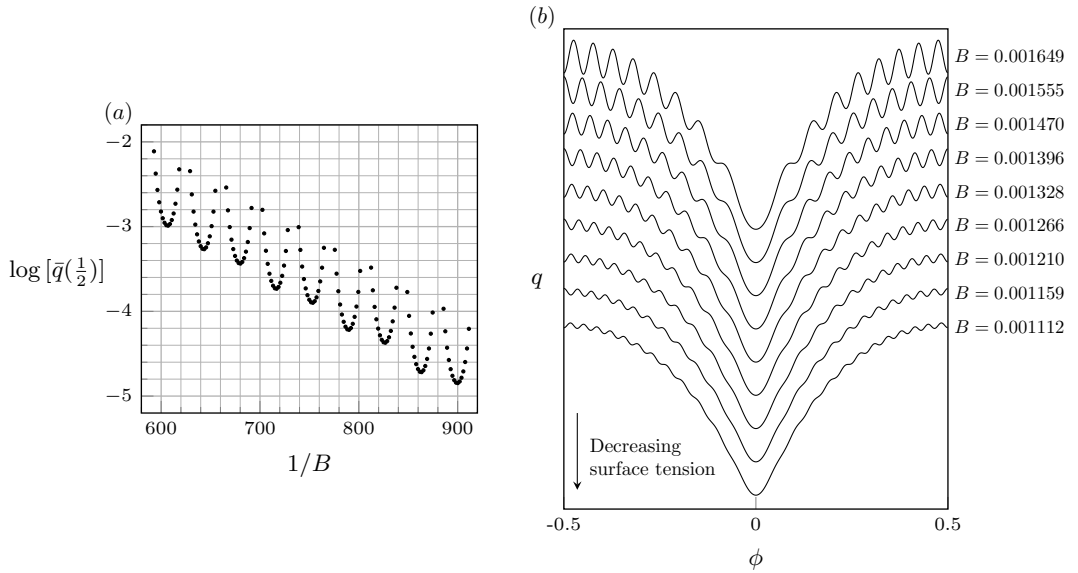 (a)
−2
−3
−4
−5
log [q̄(½)]
600
700
800
900
1/B
(b)
B = 0.001649
B = 0.001555
B = 0.001470
B = 0.001396
B = 0.001328
B = 0.001266
B = 0.001210
B = 0.001159
B = 0.001112
q
Decreasing
surface tension
-0.5
0
0.5
ϕ